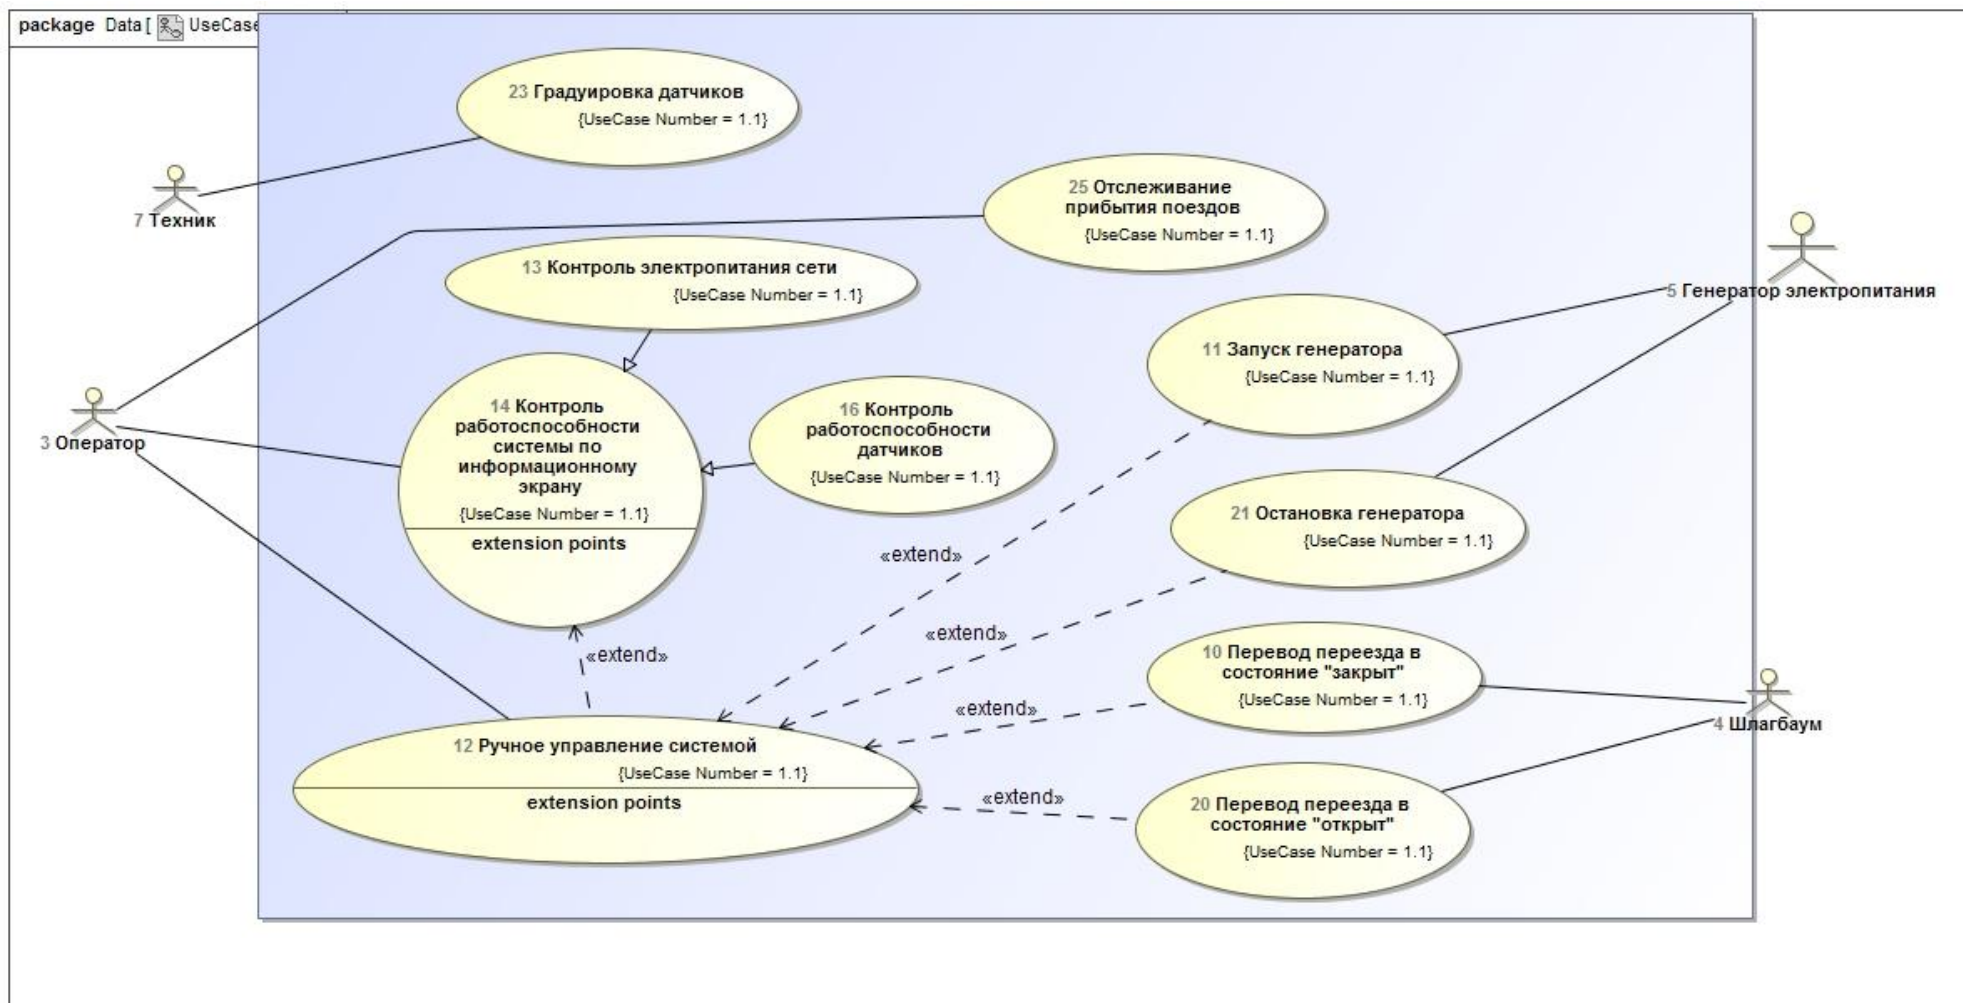 package Data [ UseCase
23 Градуировка датчиков
{UseCase Number = 1.1}
7 Техник
25 Отслеживание
прибытия поездов
{UseCase Number = 1.1}
13 Контроль электропитания сети
{UseCase Number = 1.1}
5 Генератор электропитания
11 Запуск генератора
{UseCase Number = 1.1}
3 Оператор
14 Контроль
работоспособности
системы по
информационному
экрану
{UseCase Number = 1.1}
extension points
16 Контроль
работоспособности
датчиков
{UseCase Number = 1.1}
21 Остановка генератора
{UseCase Number = 1.1}
«extend»
«extend»
«extend»
10 Перевод переезда в
состояние "закрыт"
{UseCase Number = 1.1}
«extend»
4 Шлагбаум
12 Ручное управление системой
{UseCase Number = 1.1}
extension points
«extend»
20 Перевод переезда в
состояние "открыт"
{UseCase Number = 1.1}